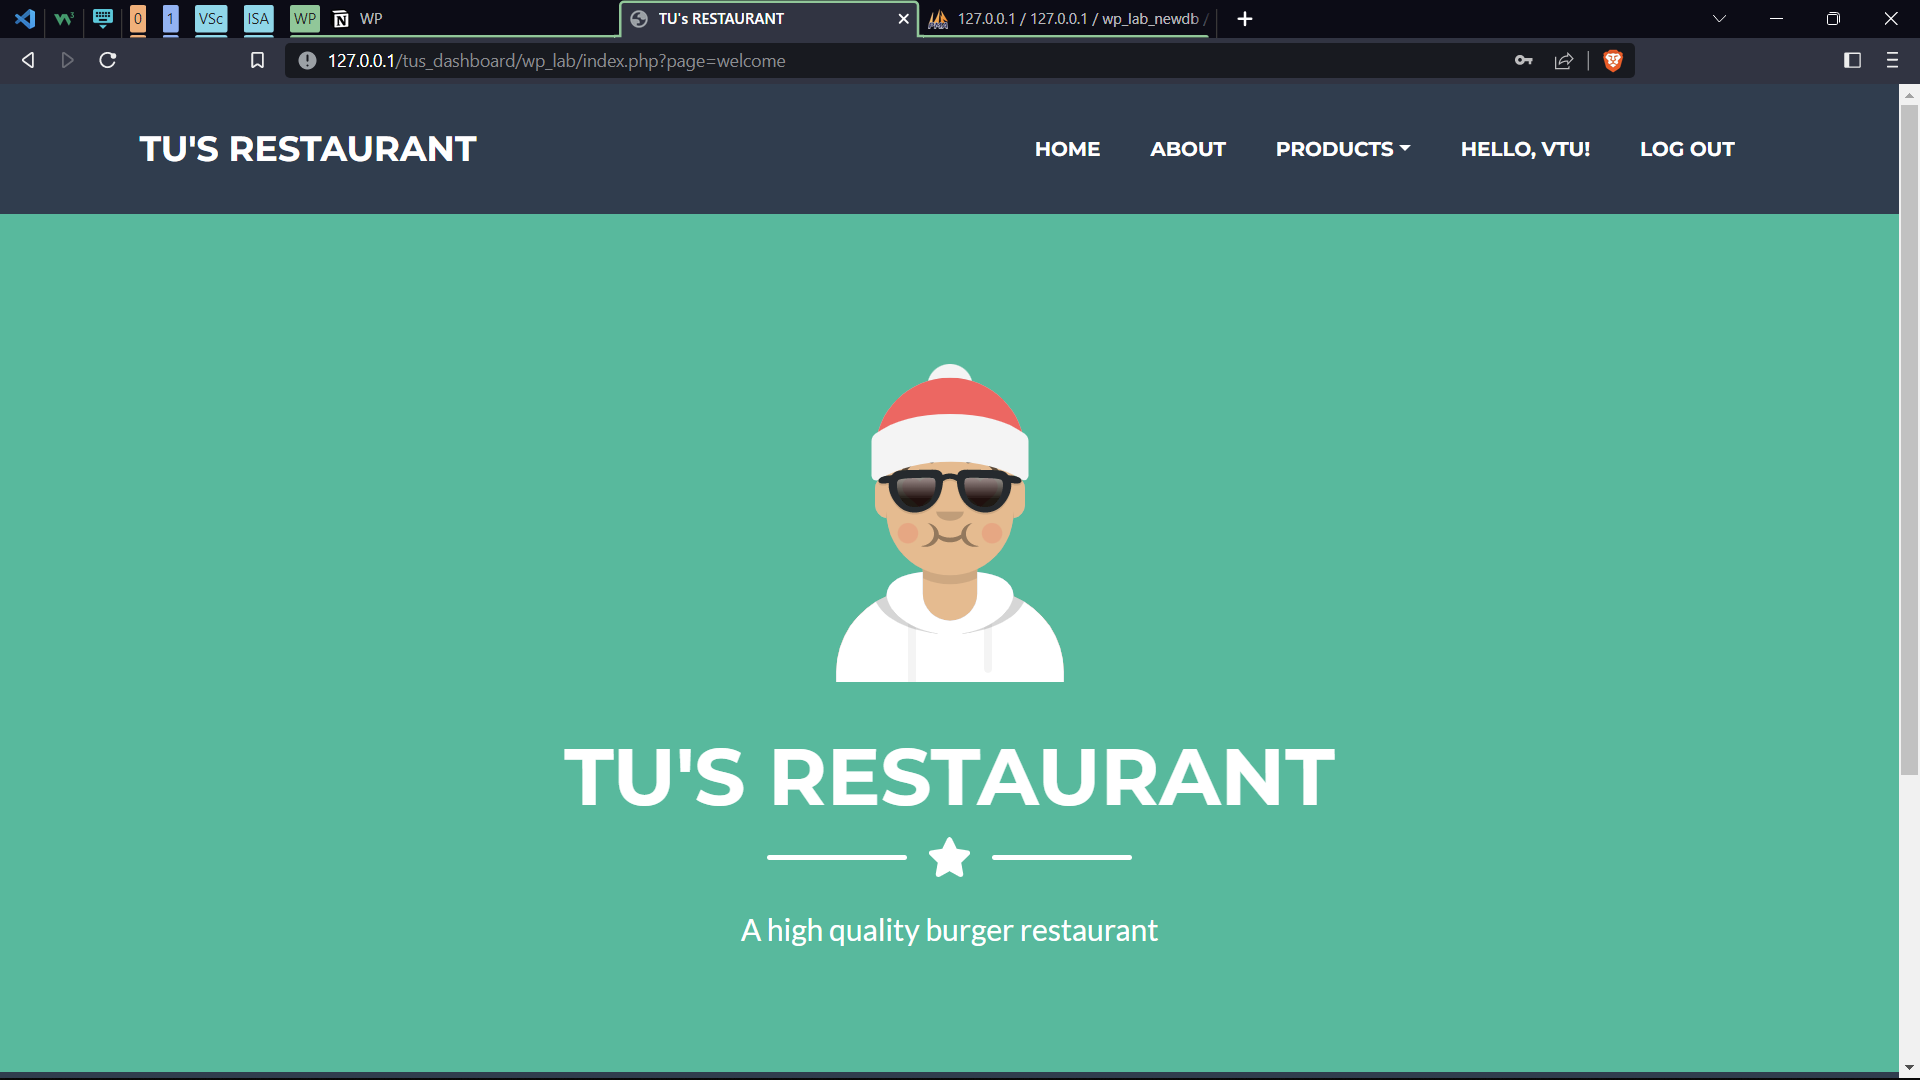 0 1 VSc ISA WP WP TU's RESTAURANT 127.0.0.1 / 127.0.0.1 / wp_lab_newdb /
127.0.0.1/tus_dashboard/wp_lab/index.php?page=welcome
TU'S RESTAURANT HOME ABOUT PRODUCTS HELLO, VTU! LOG OUT
TU'S RESTAURANT
A high quality burger restaurant